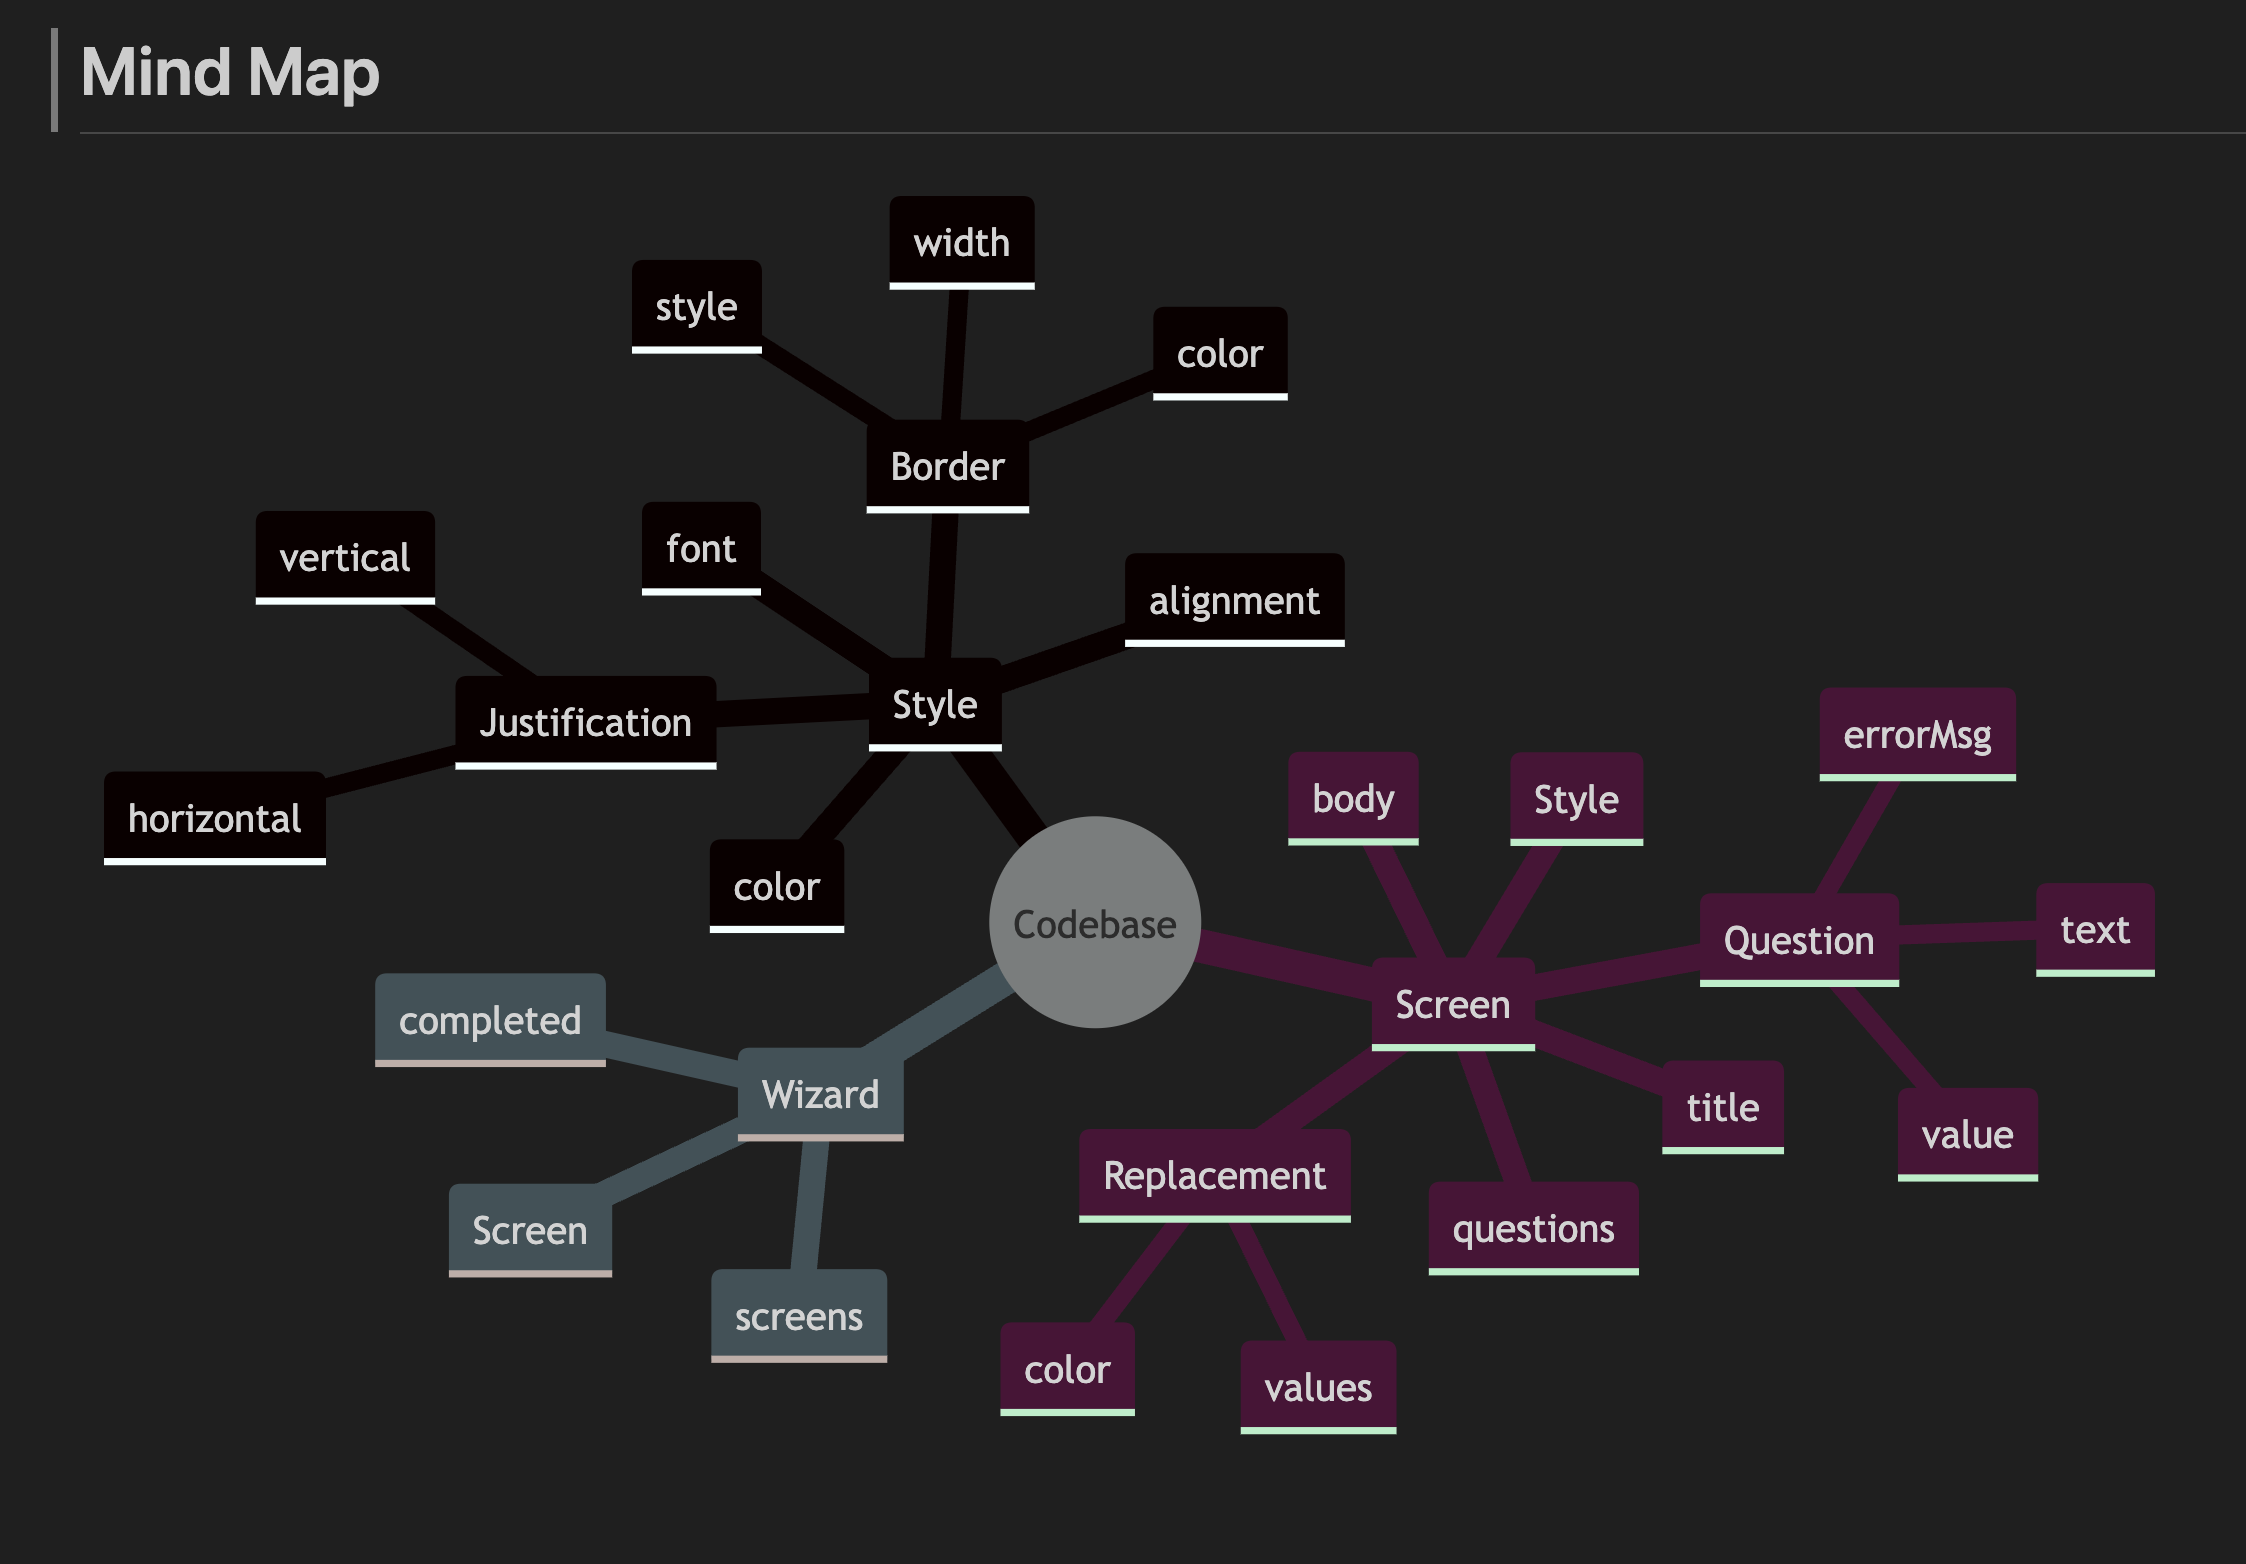 Mind Map
width
style
color
Border
font
vertical
alignment
Style
Justification
horizontal
color
errorMsg
body
Style
Question
text
Codebase
Screen
completed
Wizard
title
value
Replacement
questions
Screen
screens
color
values